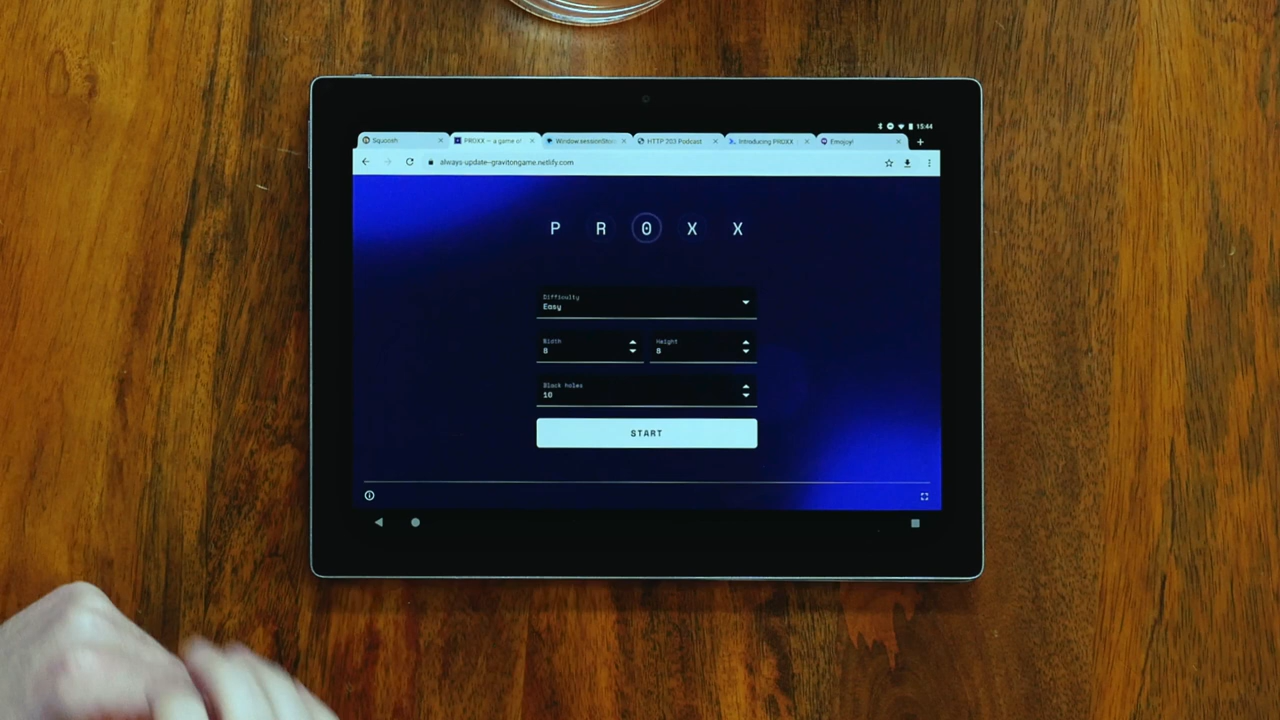 15:44
Squoosh PROXX — a game of Window.sessionStor HTTP 203 Podcast Introducing PROXX Emojoy!
always-update--gravitongame.netlify.com
P R 0 X X
Difficulty
Easy
Width Height
8 8
Black holes
10
START